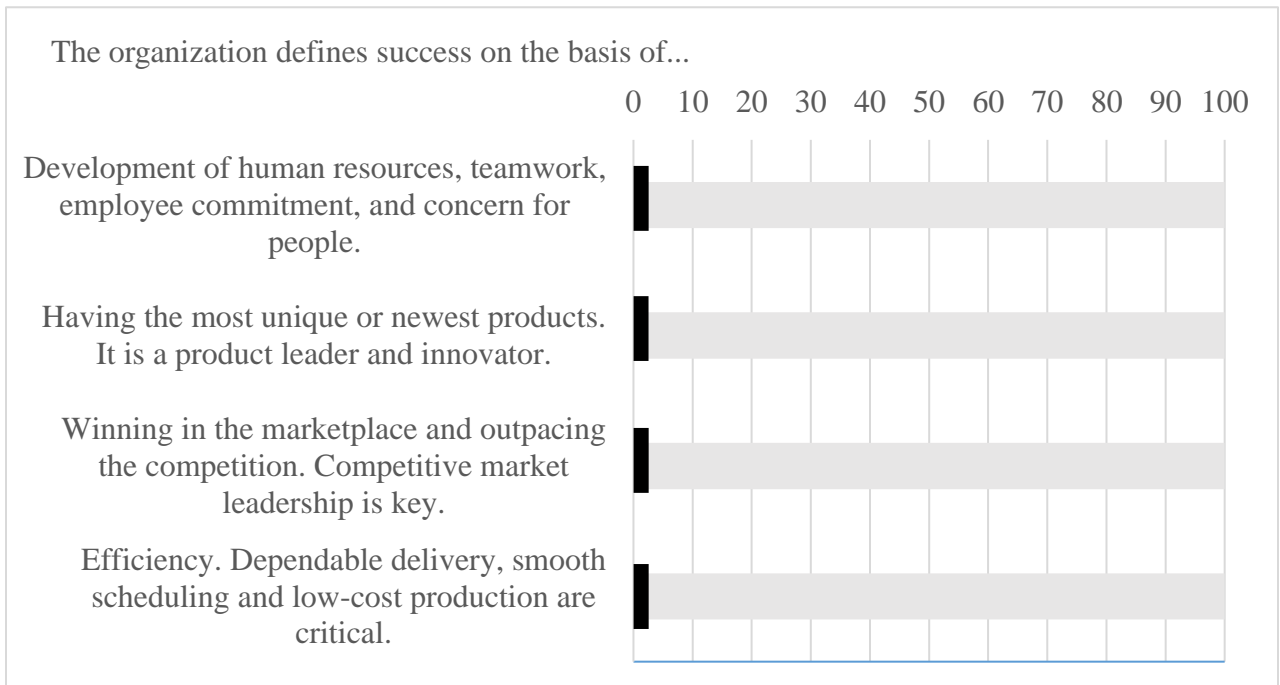 The organization defines success on the basis of...
0 10 20 30 40 50 60 70 80 90 100
Development of human resources, teamwork,
employee commitment, and concern for
people.
Having the most unique or newest products.
It is a product leader and innovator.
Winning in the marketplace and outpacing
the competition. Competitive market
leadership is key.
Efficiency. Dependable delivery, smooth
scheduling and low-cost production are
critical.